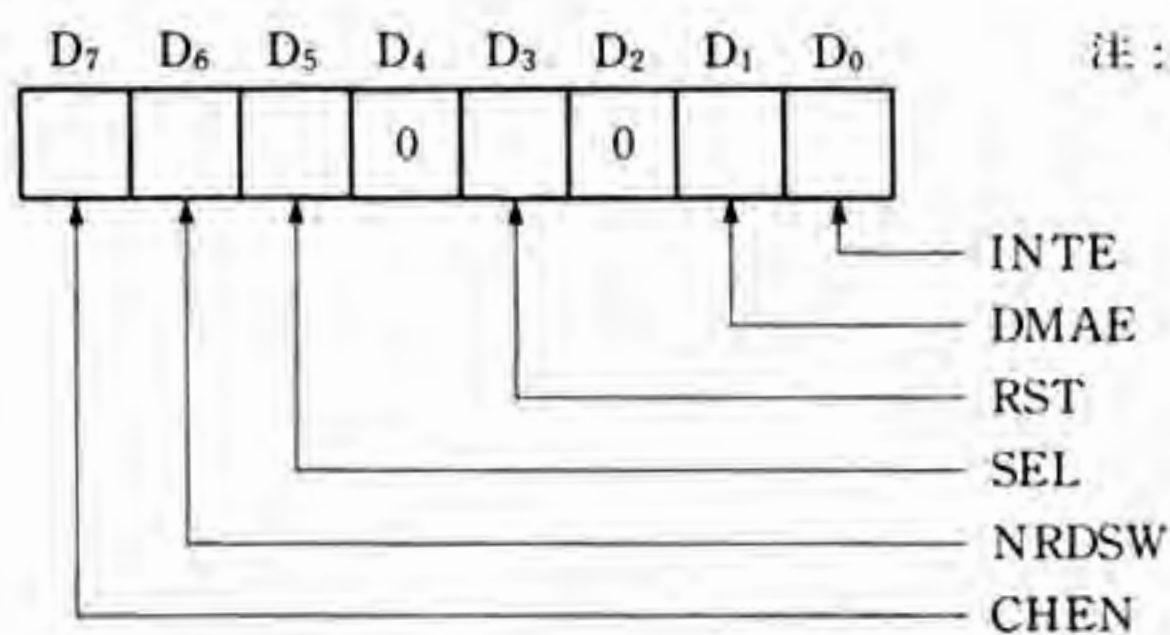 D₇ D₆ D₅ D₄ D₃ D₂ D₁ D₀ 注:
0 0
INTE
DMAE
RST
SEL
NRDSW
CHEN